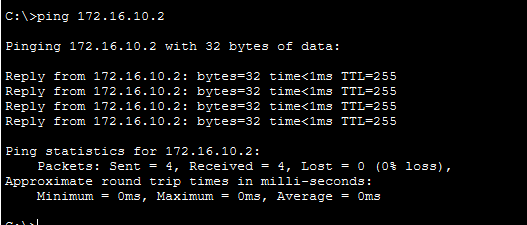 C:\>ping 172.16.10.2
Pinging 172.16.10.2 with 32 bytes of data:
Reply from 172.16.10.2: bytes=32 time<1ms TTL=255
Reply from 172.16.10.2: bytes=32 time<1ms TTL=255
Reply from 172.16.10.2: bytes=32 time<1ms TTL=255
Reply from 172.16.10.2: bytes=32 time<1ms TTL=255
Ping statistics for 172.16.10.2:
Packets: Sent = 4, Received = 4, Lost = 0 (0% loss),
Approximate round trip times in milli-seconds:
Minimum = 0ms, Maximum = 0ms, Average = 0ms
C:\>